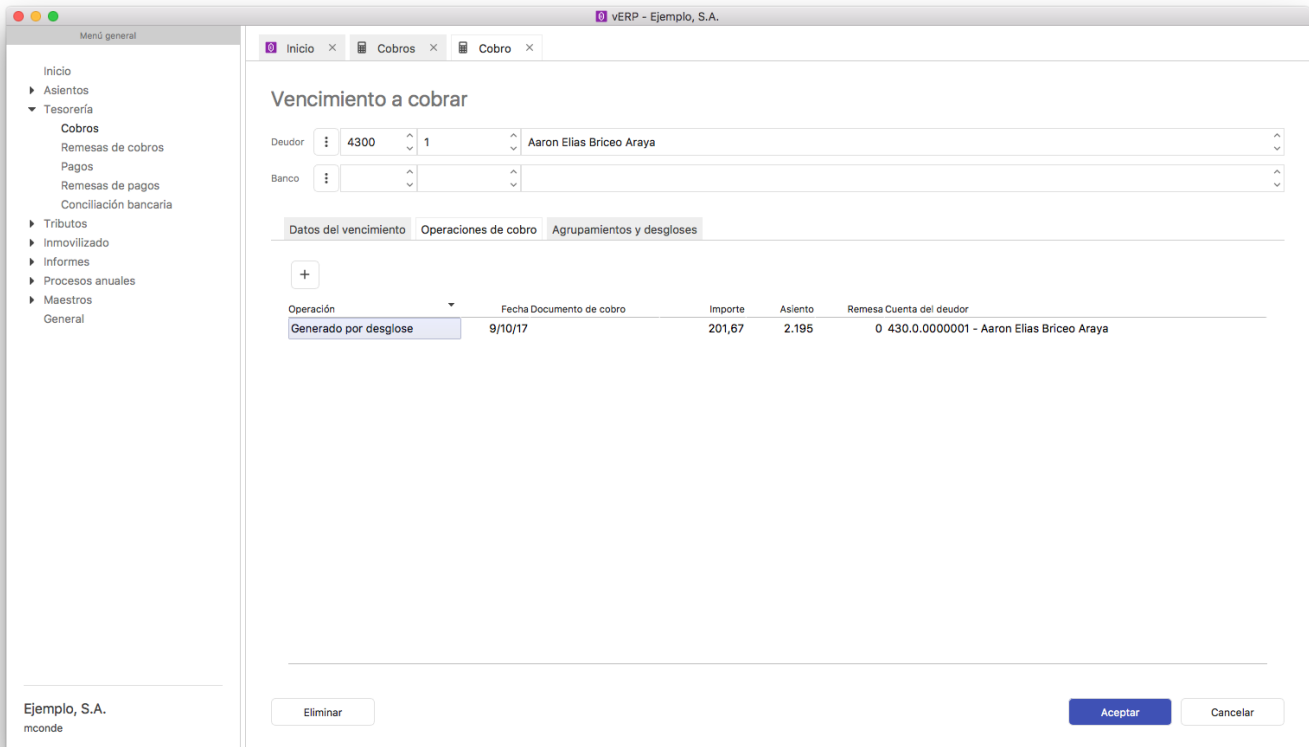 vERP - Ejemplo, S.A.
Menú general
Inicio
Asientos
Tesorería
Cobros
Remesas de cobros
Pagos
Remesas de pagos
Conciliación bancaria
Tributos
Inmovilizado
Informes
Procesos anuales
Maestros
General
Ejemplo, S.A.
mconde
Inicio Cobros Cobro
Vencimiento a cobrar
Deudor 4300 1 Aaron Elias Briceo Araya
Banco
Datos del vencimiento Operaciones de cobro Agrupamientos y desgloses
+
Operación Fecha Documento de cobro Importe Asiento Remesa Cuenta del deudor
Generado por desglose 9/10/17 201,67 2.195 0 430.0.0000001 - Aaron Elias Briceo Araya
Eliminar Aceptar Cancelar